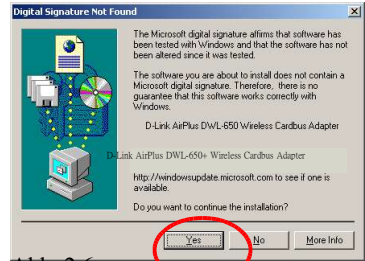 Digital Signature Not Found
The Microsoft digital signature affirms that software has
been tested with Windows and that the software has not
been altered since it was tested.
The software you are about to install does not contain a
Microsoft digital signature. Therefore, there is no
guarantee that this software works correctly with
Windows.
D-Link AirPlus DWL-650 Wireless Cardbus Adapter
D-Link AirPlus DWL-650+ Wireless Cardbus Adapter
http://windowsupdate.microsoft.com to see if one is
available.
Do you want to continue the installation?
Yes No More Info